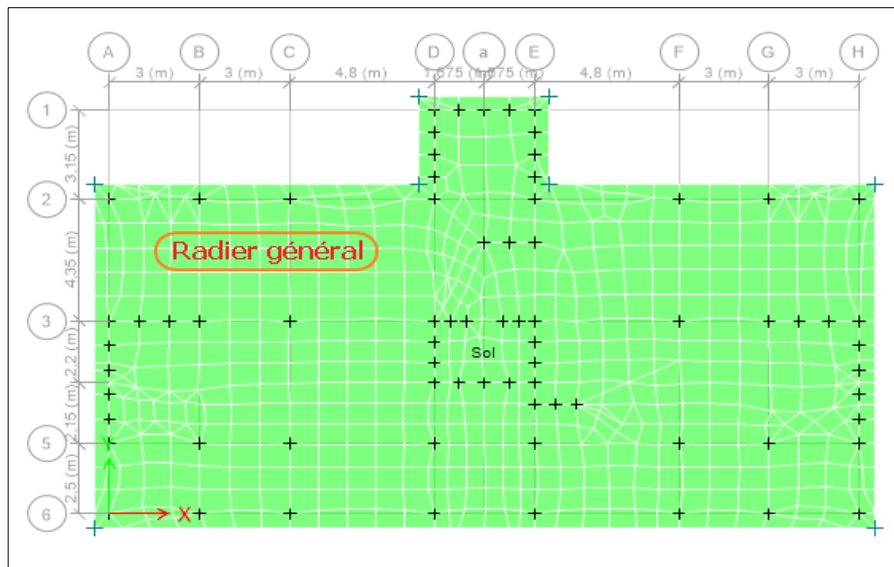 A B C D a E F G H
3 (m) 3 (m) 4,8 (m) 1,675 (m) 1,675 (m) 4,8 (m) 3 (m) 3 (m)
1
3,15 (m)
2
Radier général
4,35 (m)
3
Sol
2,2 (m)
2,15 (m)
5
Y
2,5 (m)
6
X